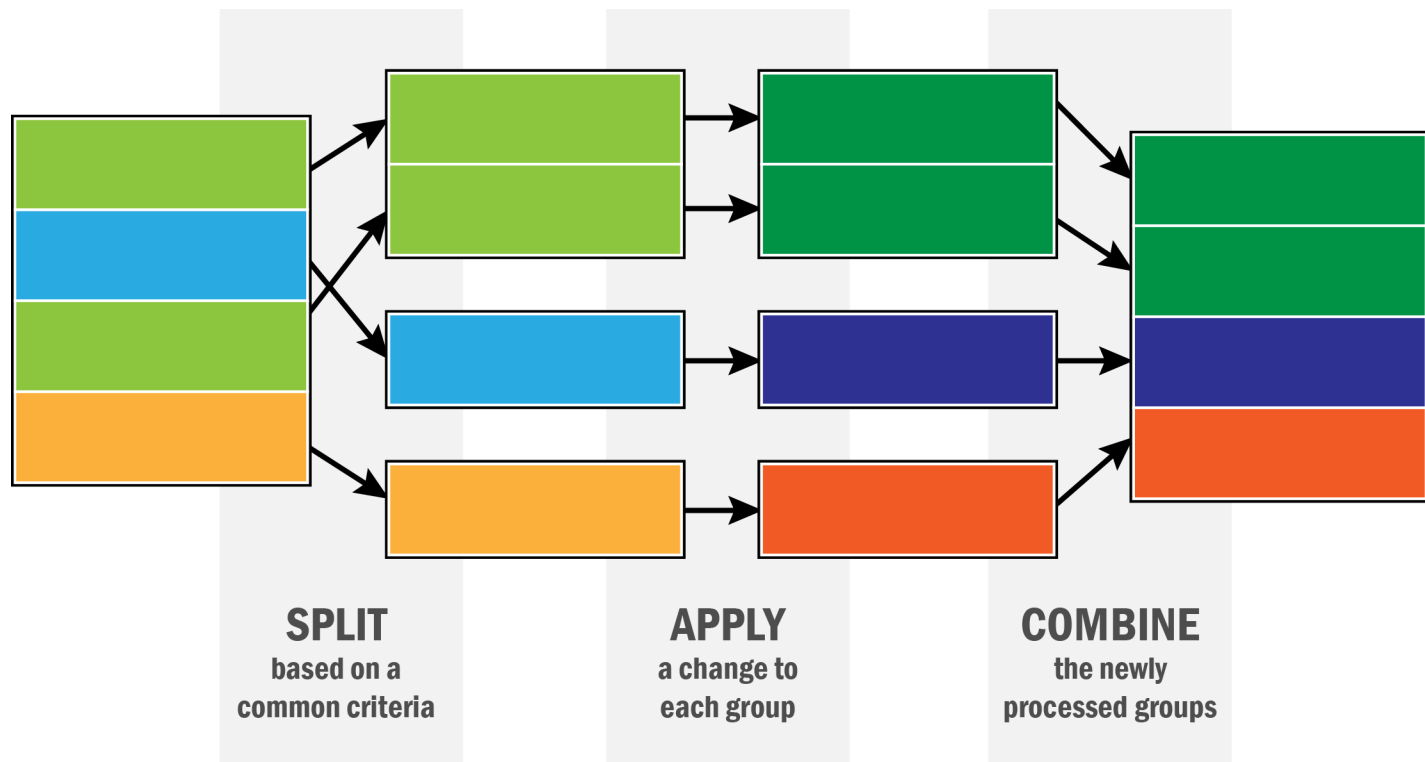 SPLIT
based on a
common criteria
APPLY
a change to
each group
COMBINE
the newly
processed groups